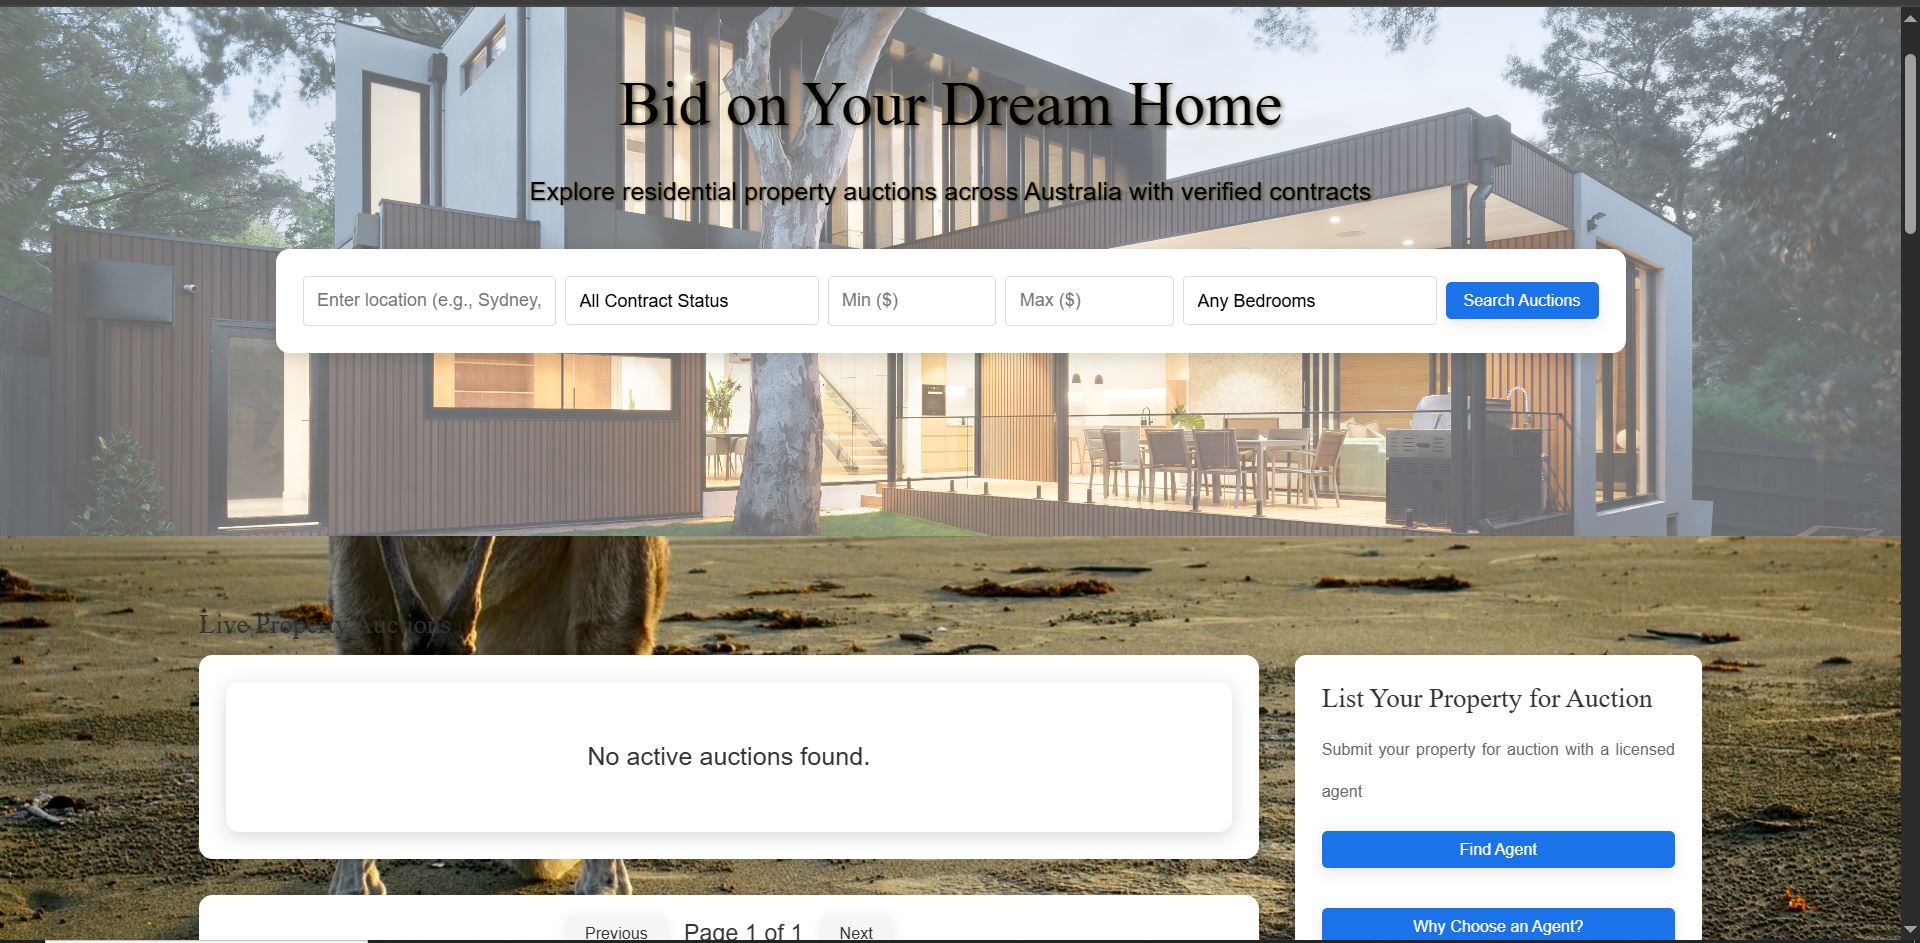 Bid on Your Dream Home
Explore residential property auctions across Australia with verified contracts
Enter location (e.g., Sydney,
All Contract Status
Min ($)
Max ($)
Any Bedrooms
Search Auctions
Live Property Auctions
No active auctions found.
List Your Property for Auction
Submit your property for auction with a licensed
agent
Find Agent
Why Choose an Agent?
Previous
Page 1 of 1
Next